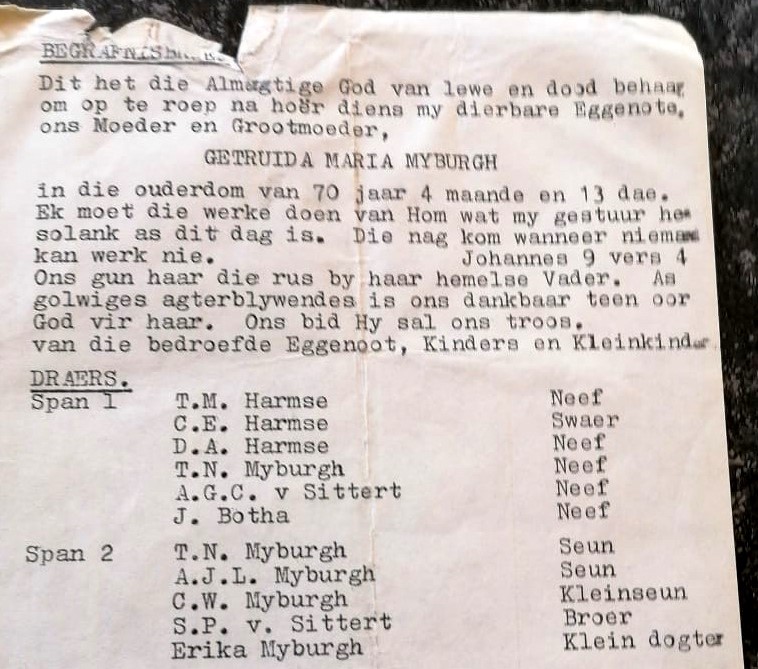 Dit het die Almagtige God van lewe en dood behaag
om op te roep na hoër diens my dierbare Eggenote,
ons Moeder en Grootmoeder,
GETRUIDA MARIA MYBURGH
in die ouderdom van 70 jaar 4 maande en 13 dae.
Ek moet die werke doen van Hom wat my gestuur het
solank as dit dag is. Die nag kom wanneer niemand
kan werk nie. Johannes 9 vers 4
Ons gun haar die rus by haar hemelse Vader. As
golwiges agterblywendes is ons dankbaar teen oor
God vir haar. Ons bid Hy sal ons troos.
van die bedroefde Eggenoot, Kinders en Kleinkinder
DRAERS.
Span 1 T.M. Harmse Neef
C.E. Harmse Swaer
D.A. Harmse Neef
T.N. Myburgh Neef
A.G.C. v Sittert Neef
J. Botha Neef
Span 2 T.N. Myburgh Seun
A.J.L. Myburgh Seun
C.W. Myburgh Kleinseun
S.P. v. Sittert Broer
Erika Myburgh Klein dogter